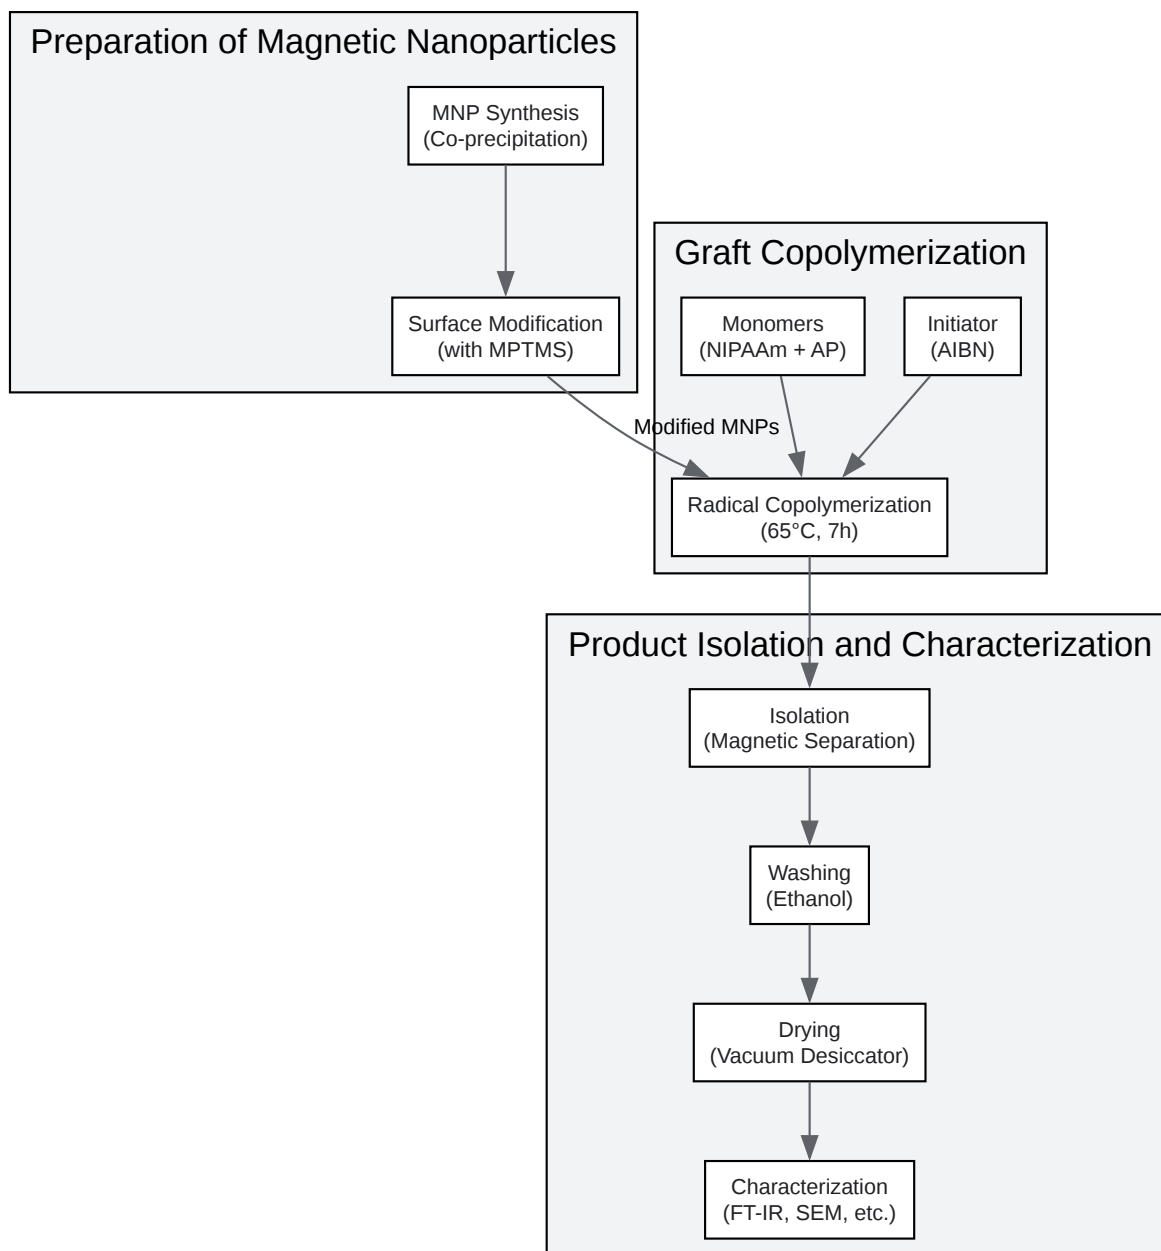 Preparation of Magnetic Nanoparticles
MNP Synthesis
(Co-precipitation)
Surface Modification
(with MPTMS)
Graft Copolymerization
Monomers
(NIPAAm + AP)
Initiator
(AIBN)
Modified MNPs
Radical Copolymerization
(65°C, 7h)
Product Isolation and Characterization
Isolation
(Magnetic Separation)
Washing
(Ethanol)
Drying
(Vacuum Desiccator)
Characterization
(FT-IR, SEM, etc.)